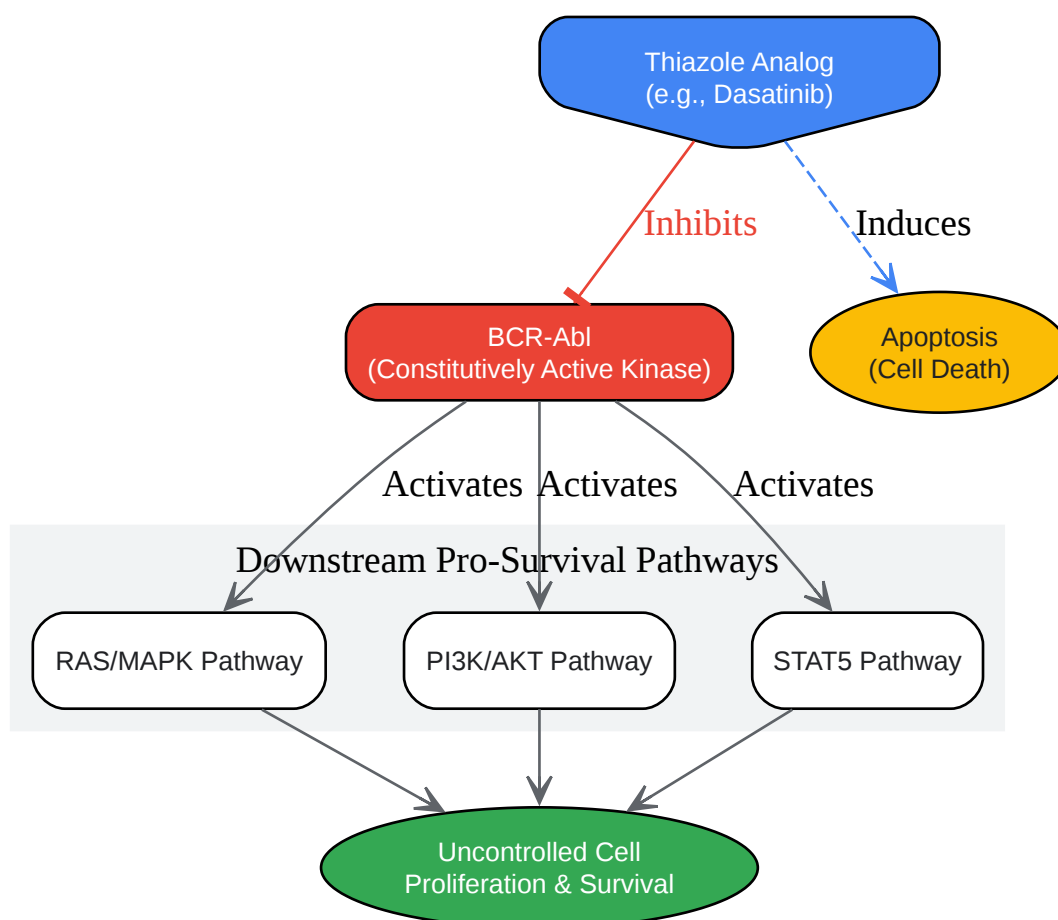 Thiazole Analog
(e.g., Dasatinib)
Inhibits
Induces
BCR-Abl
(Constitutively Active Kinase)
Apoptosis
(Cell Death)
Activates
Activates
Activates
Downstream Pro-Survival Pathways
RAS/MAPK Pathway
PI3K/AKT Pathway
STAT5 Pathway
Uncontrolled Cell
Proliferation & Survival